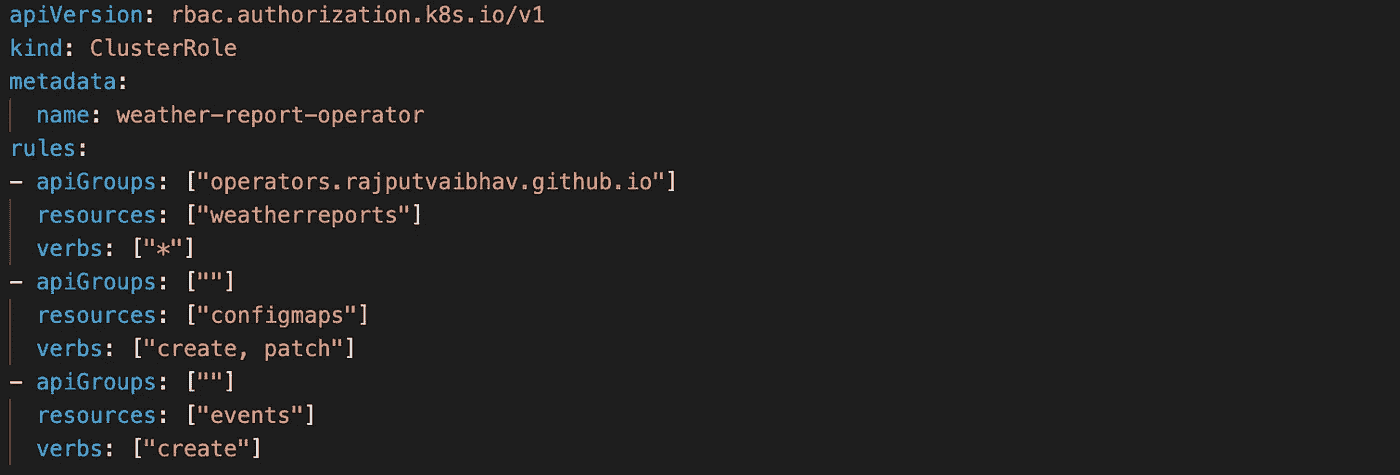 apiVersion: rbac.authorization.k8s.io/v1
kind: ClusterRole
metadata:
  name: weather-report-operator
rules:
- apiGroups: ["operators.rajputvaibhav.github.io"]
  resources: ["weatherreports"]
  verbs: ["*"]
- apiGroups: [""]
  resources: ["configmaps"]
  verbs: ["create, patch"]
- apiGroups: [""]
  resources: ["events"]
  verbs: ["create"]